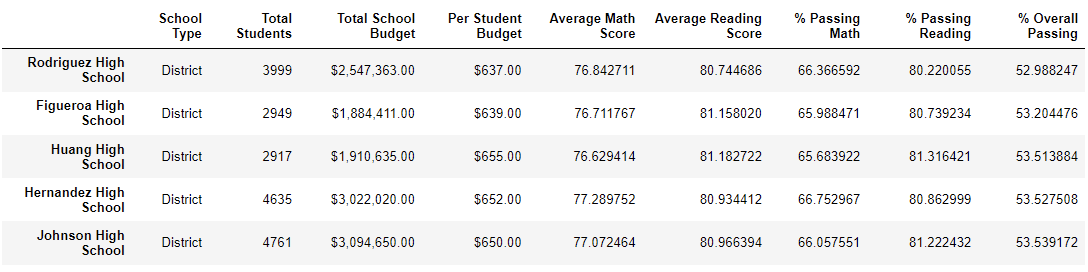 School Type Total Students Total School Budget Per Student Budget Average Math Score Average Reading Score % Passing Math % Passing Reading % Overall Passing
Rodriguez High School District 3999 $2,547,363.00 $637.00 76.842711 80.744686 66.366592 80.220055 52.988247
Figueroa High School District 2949 $1,884,411.00 $639.00 76.711767 81.158020 65.988471 80.739234 53.204476
Huang High School District 2917 $1,910,635.00 $655.00 76.629414 81.182722 65.683922 81.316421 53.513884
Hernandez High School District 4635 $3,022,020.00 $652.00 77.289752 80.934412 66.752967 80.862999 53.527508
Johnson High School District 4761 $3,094,650.00 $650.00 77.072464 80.966394 66.057551 81.222432 53.539172